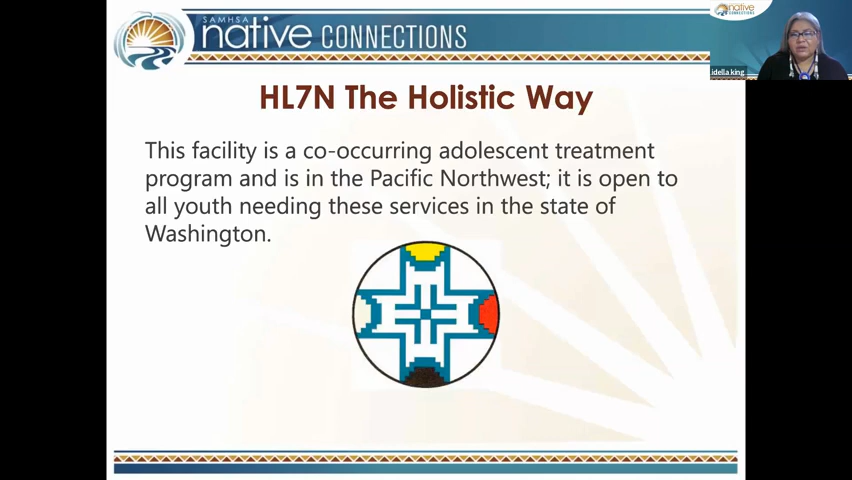 SAMHSA
native CONNECTIONS
native
CONNECTIONS
idella.king
HL7N The Holistic Way
This facility is a co-occurring adolescent treatment
program and is in the Pacific Northwest; it is open to
all youth needing these services in the state of
Washington.